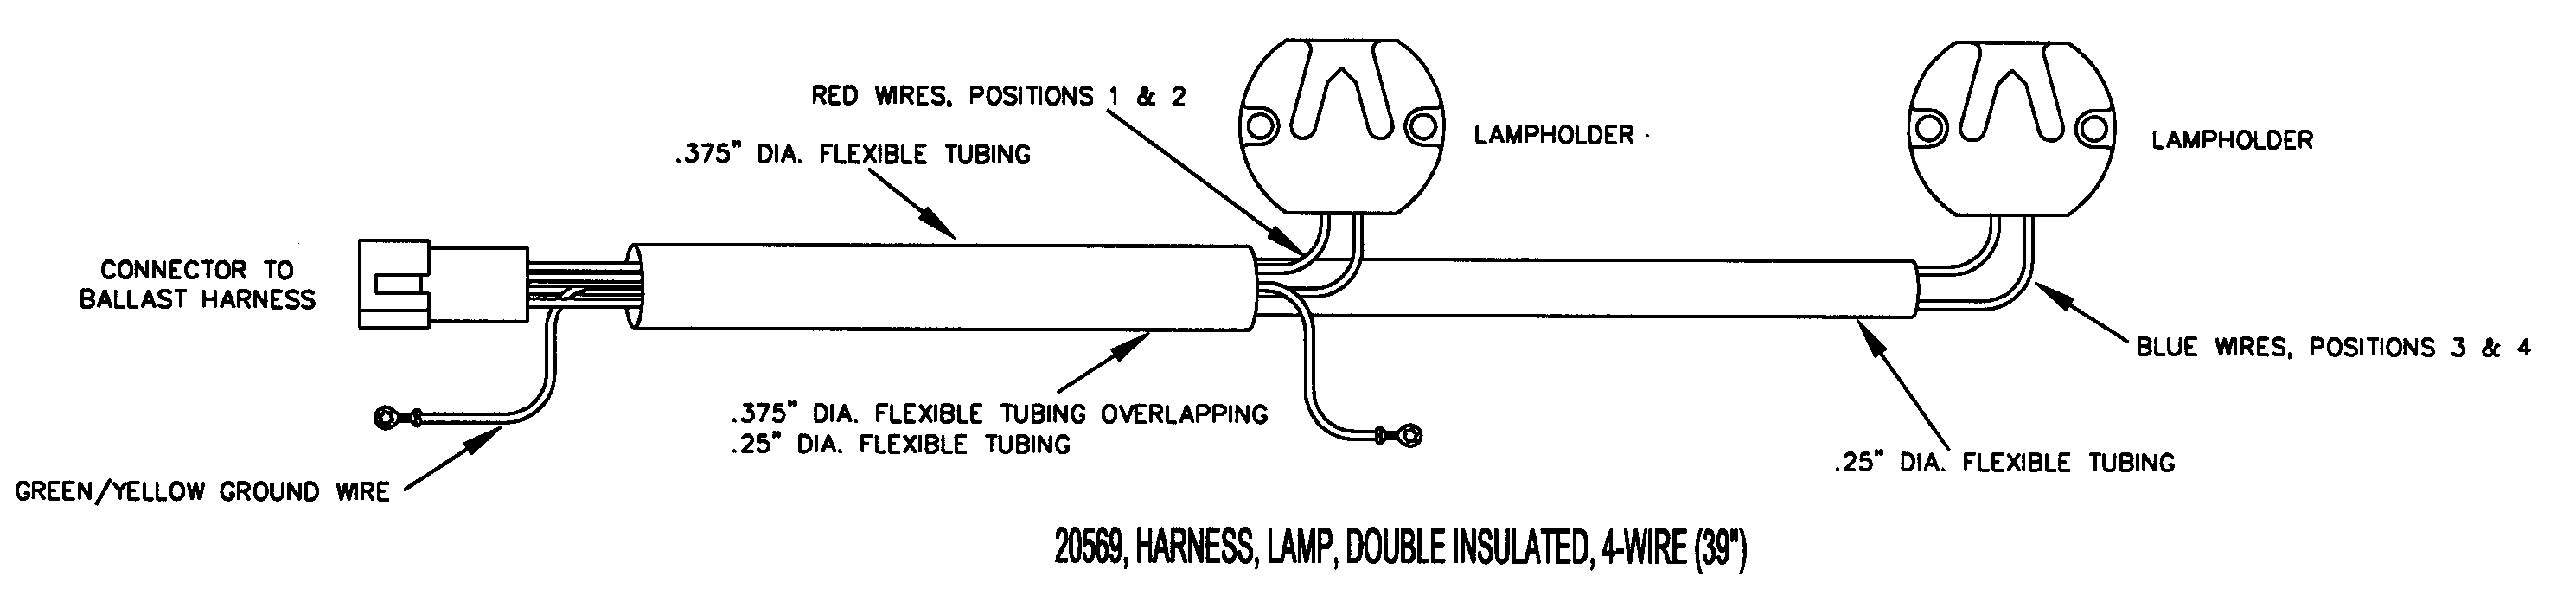 RED WIRES, POSITIONS 1 & 2
.375" DIA. FLEXIBLE TUBING
LAMPHOLDER
LAMPHOLDER
CONNECTOR TO
BALLAST HARNESS
BLUE WIRES, POSITIONS 3 & 4
.375" DIA. FLEXIBLE TUBING OVERLAPPING
.25" DIA. FLEXIBLE TUBING
.25" DIA. FLEXIBLE TUBING
GREEN/YELLOW GROUND WIRE
20569, HARNESS, LAMP, DOUBLE INSULATED, 4-WIRE (39")